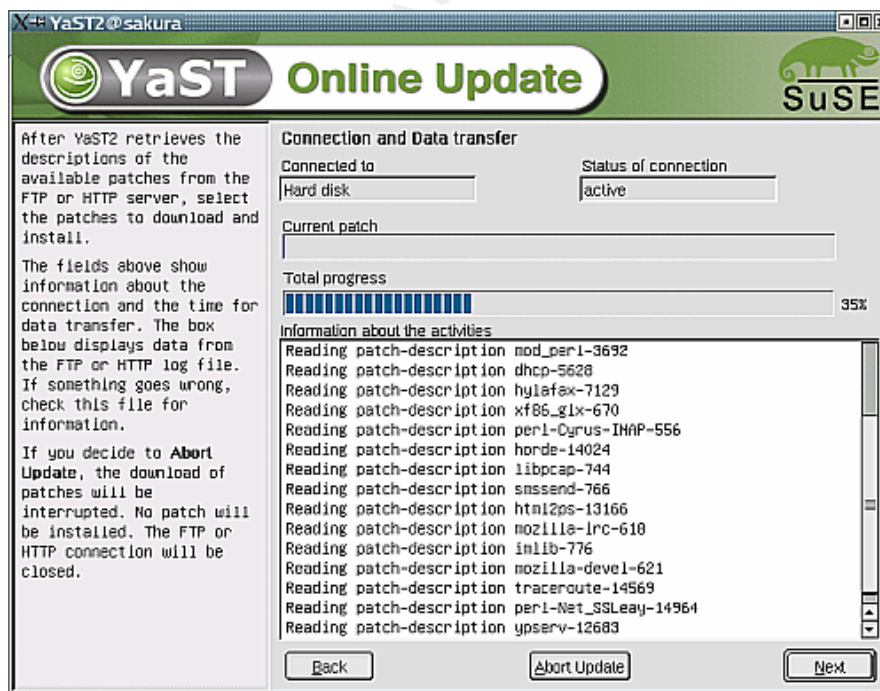 YaST2@sakura
YaST Online Update
SuSE
After YaST2 retrieves the
descriptions of the
available patches from the
FTP or HTTP server, select
the patches to download and
install.
The fields above show
information about the
connection and the time for
data transfer. The box
below displays data from
the FTP or HTTP log file.
If something goes wrong,
check this file for
information.
If you decide to Abort
Update, the download of
patches will be
interrupted. No patch will
be installed. The FTP or
HTTP connection will be
closed.
Connection and Data transfer
Connected to
Status of connection
Hard disk
active
Current patch
Total progress
35%
Information about the activities
Reading patch-description mod_perl-3692
Reading patch-description dhcp-5628
Reading patch-description hylafax-7129
Reading patch-description xf86_glx-670
Reading patch-description perl-Cyrus-IMAP-556
Reading patch-description horde-14024
Reading patch-description libpcap-744
Reading patch-description smssend-766
Reading patch-description html2ps-13166
Reading patch-description mozilla-irc-618
Reading patch-description imlib-776
Reading patch-description mozilla-devel-621
Reading patch-description traceroute-14569
Reading patch-description perl-Net_SSLeay-14964
Reading patch-description ypserv-12683
Back
Abort Update
Next